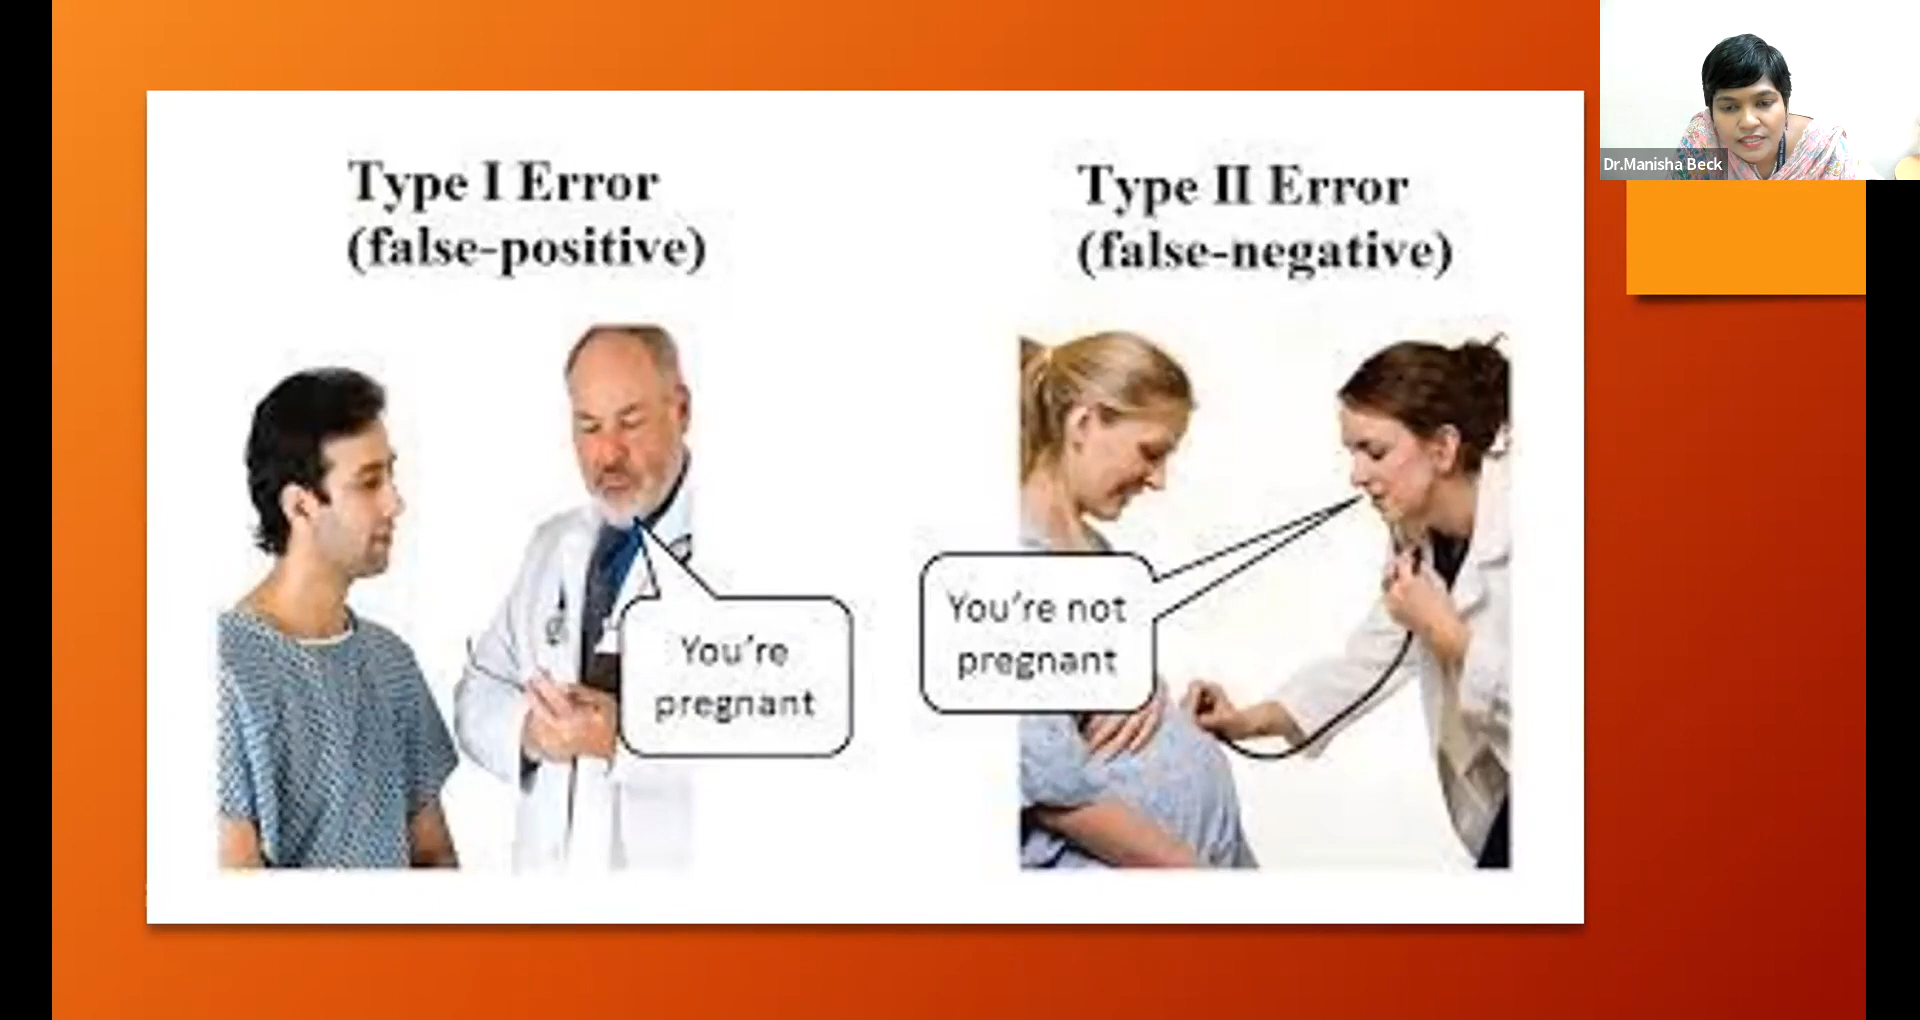 Type I Error
(false-positive)
Type II Error
(false-negative)
You're
pregnant
You're not
pregnant
Dr.Manisha Beck